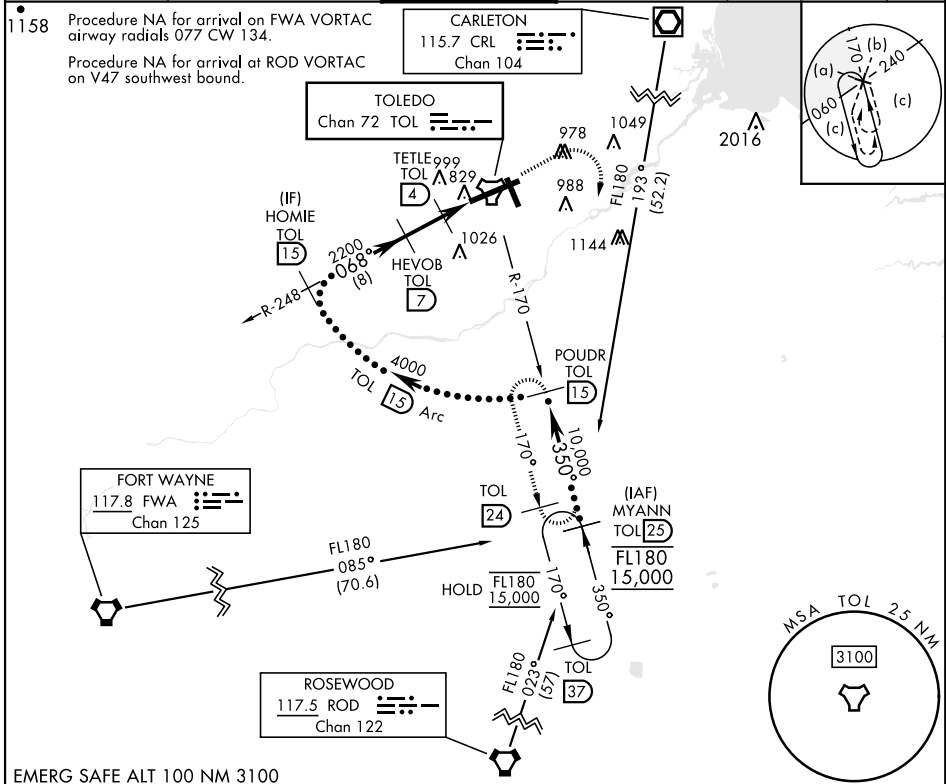 1158
Procedure NA for arrival on FWA VORTAC
airway radials 077 CW 134.
Procedure NA for arrival at ROD VORTAC
on V47 southwest bound.
CARLETON
115.7 CRL
Chan 104
TOLEDO
Chan 72 TOL
170
(b)
240
(a)
060
(c)
(c)
2016
978
1049
988
1144
FL180
193°
(52.2)
TETLE
TOL
4
999
829
1026
(IF)
HOMIE
TOL
15
2200
068°
(8)
HEVOB
TOL
7
R-248
R-170
POUDR
TOL
15
4000
TOL 15 Arc
170°
10,000
350°
FORT WAYNE
117.8 FWA
Chan 125
FL180
085°
(70.6)
TOL
24
(IAF)
MYANN
TOL 25
FL180
15,000
HOLD
FL180
15,000
170°
350°
TOL
37
FL180
023°
(57)
ROSEWOOD
117.5 ROD
Chan 122
MSA TOL 25 NM
3100
EMERG SAFE ALT 100 NM 3100